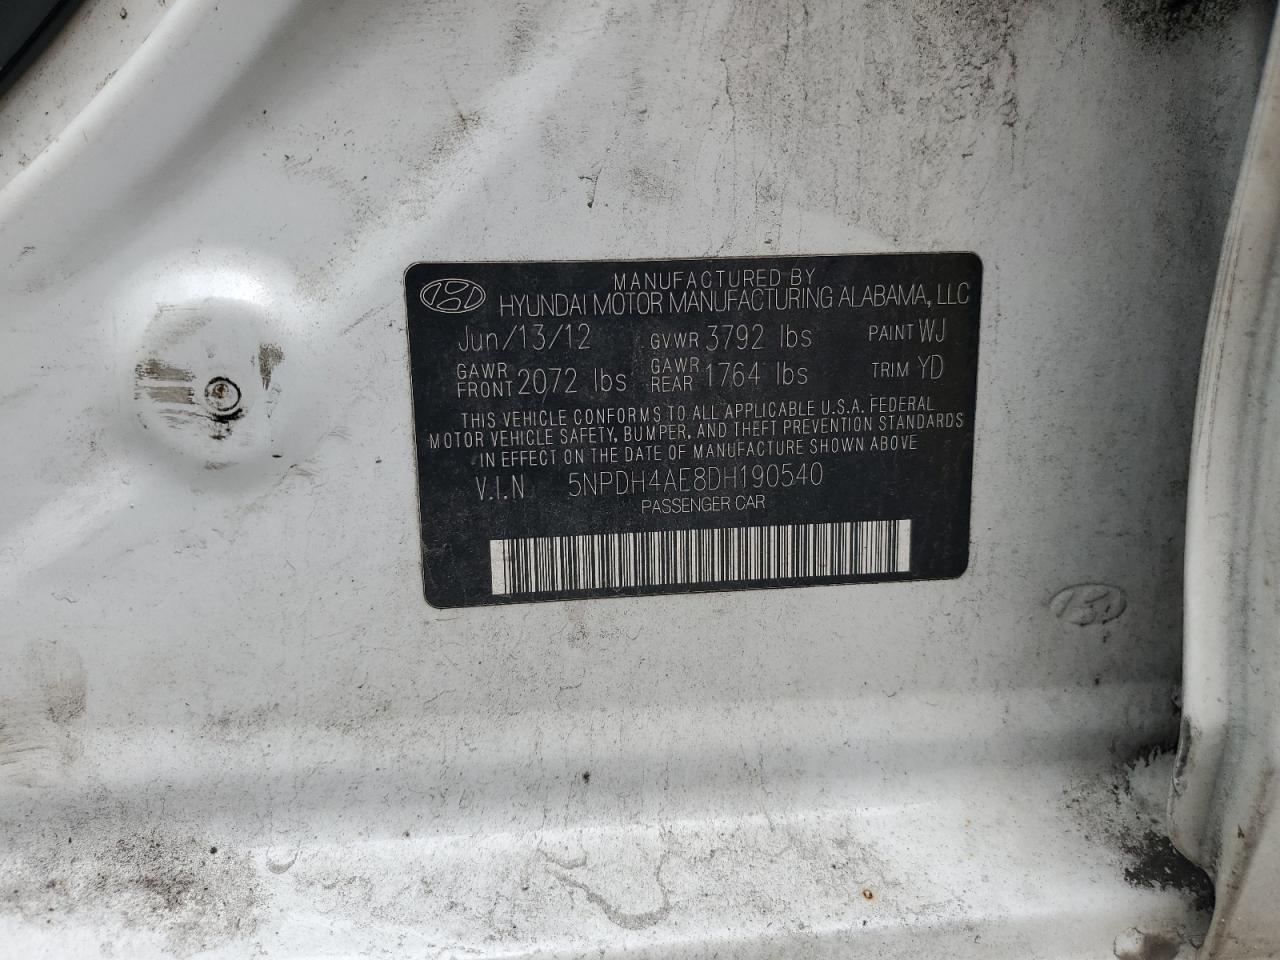 MANUFACTURED BY
HYUNDAI MOTOR MANUFACTURING ALABAMA, LLC
Jun/13/12 GVWR 3792 lbs PAINT WJ
GAWR FRONT 2072 lbs GAWR REAR 1764 lbs TRIM YD
THIS VEHICLE CONFORMS TO ALL APPLICABLE U.S.A. FEDERAL
MOTOR VEHICLE SAFETY, BUMPER, AND THEFT PREVENTION STANDARDS
IN EFFECT ON THE DATE OF MANUFACTURE SHOWN ABOVE
V.I.N 5NPDH4AE8DH190540
PASSENGER CAR